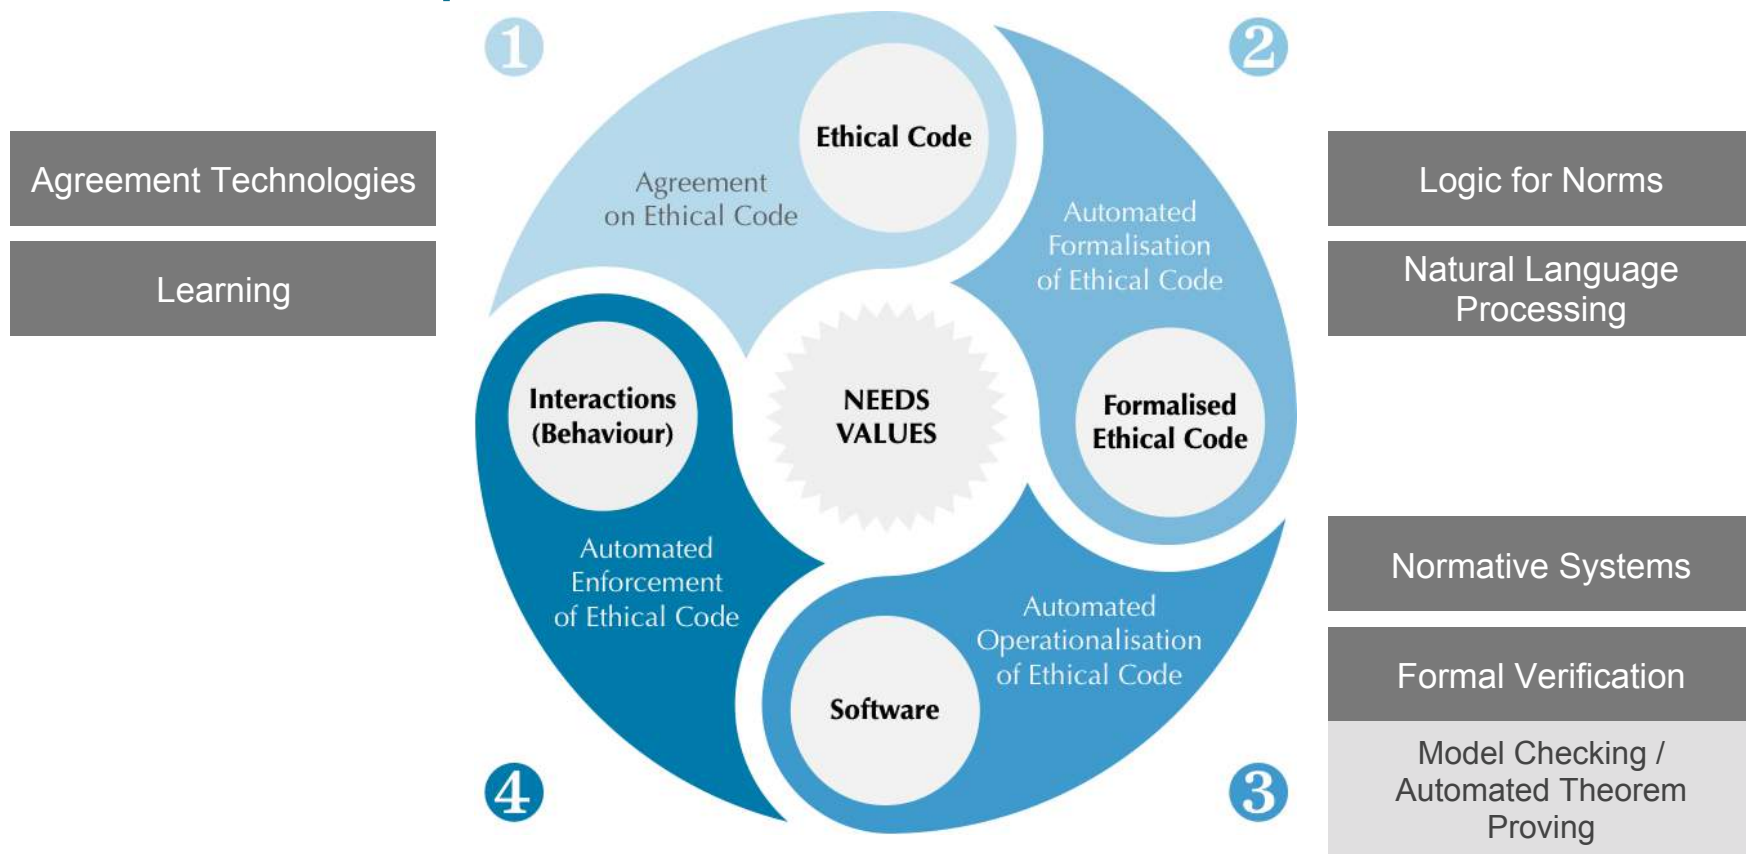 1
2
Ethical Code
Agreement
on Ethical Code
Agreement Technologies
Learning
Automated
Formalisation
of Ethical Code
Logic for Norms
Natural Language
Processing
Interactions
(Behaviour)
NEEDS
VALUES
Formalised
Ethical Code
Automated
Enforcement
of Ethical Code
Automated
Operationalisation
of Ethical Code
Software
Normative Systems
Formal Verification
Model Checking /
Automated Theorem
Proving
4
3